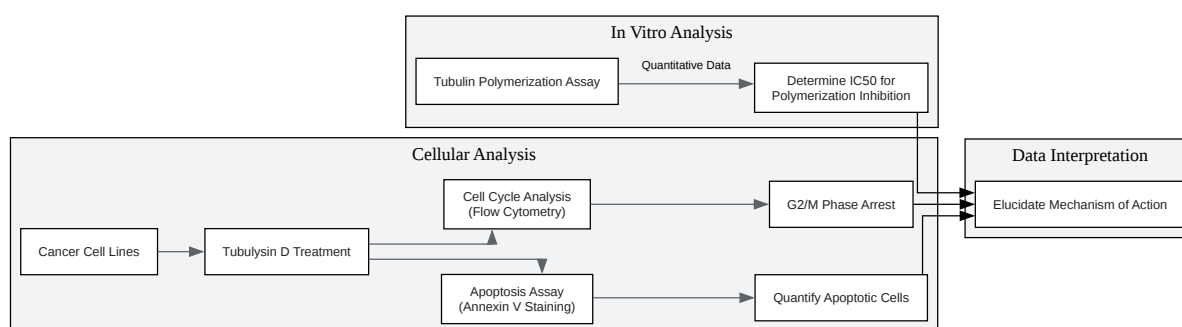 In Vitro Analysis
Tubulin Polymerization Assay
Quantitative Data
Determine IC50 for
Polymerization Inhibition
Cellular Analysis
Cancer Cell Lines
Tubulysin D Treatment
Cell Cycle Analysis
(Flow Cytometry)
G2/M Phase Arrest
Apoptosis Assay
(Annexin V Staining)
Quantify Apoptotic Cells
Data Interpretation
Elucidate Mechanism of Action